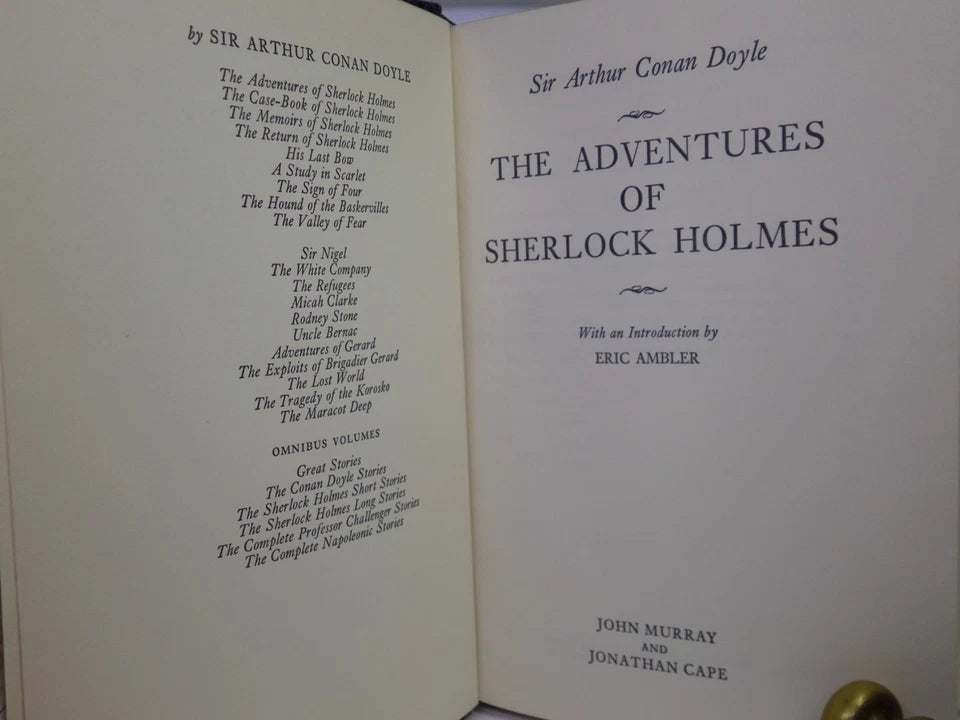 by SIR ARTHUR CONAN DOYLE
The Adventures of Sherlock Holmes
The Case-Book of Sherlock Holmes
The Memoirs of Sherlock Holmes
The Return of Sherlock Holmes
His Last Bow
A Study in Scarlet
The Sign of Four
The Hound of the Baskervilles
The Valley of Fear
Sir Nigel
The White Company
The Refugees
Micah Clarke
Rodney Stone
Uncle Bernac
Adventures of Gerard
The Exploits of Brigadier Gerard
The Lost World
The Tragedy of the Korosko
The Maracot Deep
OMNIBUS VOLUMES
Great Stories
The Conan Doyle Stories
The Sherlock Holmes Short Stories
The Sherlock Holmes Long Stories
The Complete Professor Challenger Stories
The Complete Napoleonic Stories
Sir Arthur Conan Doyle
THE ADVENTURES
OF
SHERLOCK HOLMES
With an Introduction by
ERIC AMBLER
JOHN MURRAY
AND
JONATHAN CAPE